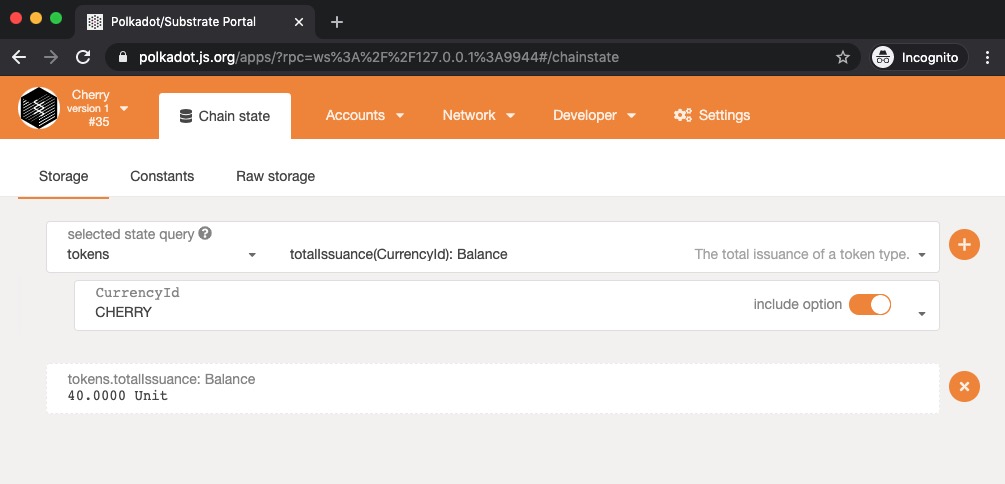 Polkadot/Substrate Portal
polkadot.js.org/apps/?rpc=ws%3A%2F%2F127.0.0.1%3A9944#/chainstate
Incognito
Cherry
version 1
#35
Chain state
Accounts
Network
Developer
Settings
Storage
Constants
Raw storage
selected state query ?
tokens
totalIssuance(CurrencyId): Balance
The total issuance of a token type.
CurrencyId
CHERRY
include option
tokens.totalIssuance: Balance
40.0000 Unit